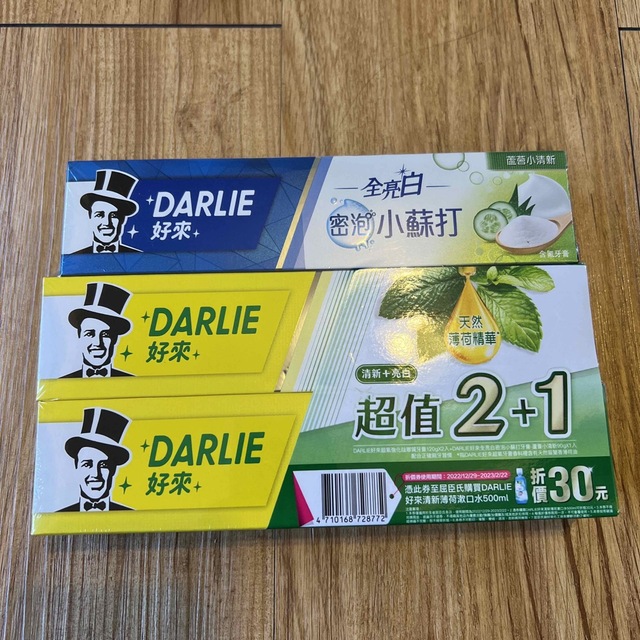 DARLIE
好來
全亮白
密泡小蘇打
蘆薈小清新
含氟牙膏
DARLIE
好來
天然
薄荷精華
清新+亮白
超值2+1
DARLIE
好來
折價券使用期間：2022/12/29~2023/2/22
憑此券至屈臣氏購買DARLIE
好來清新薄荷漱口水500ml
折價30元
4 710168 728772